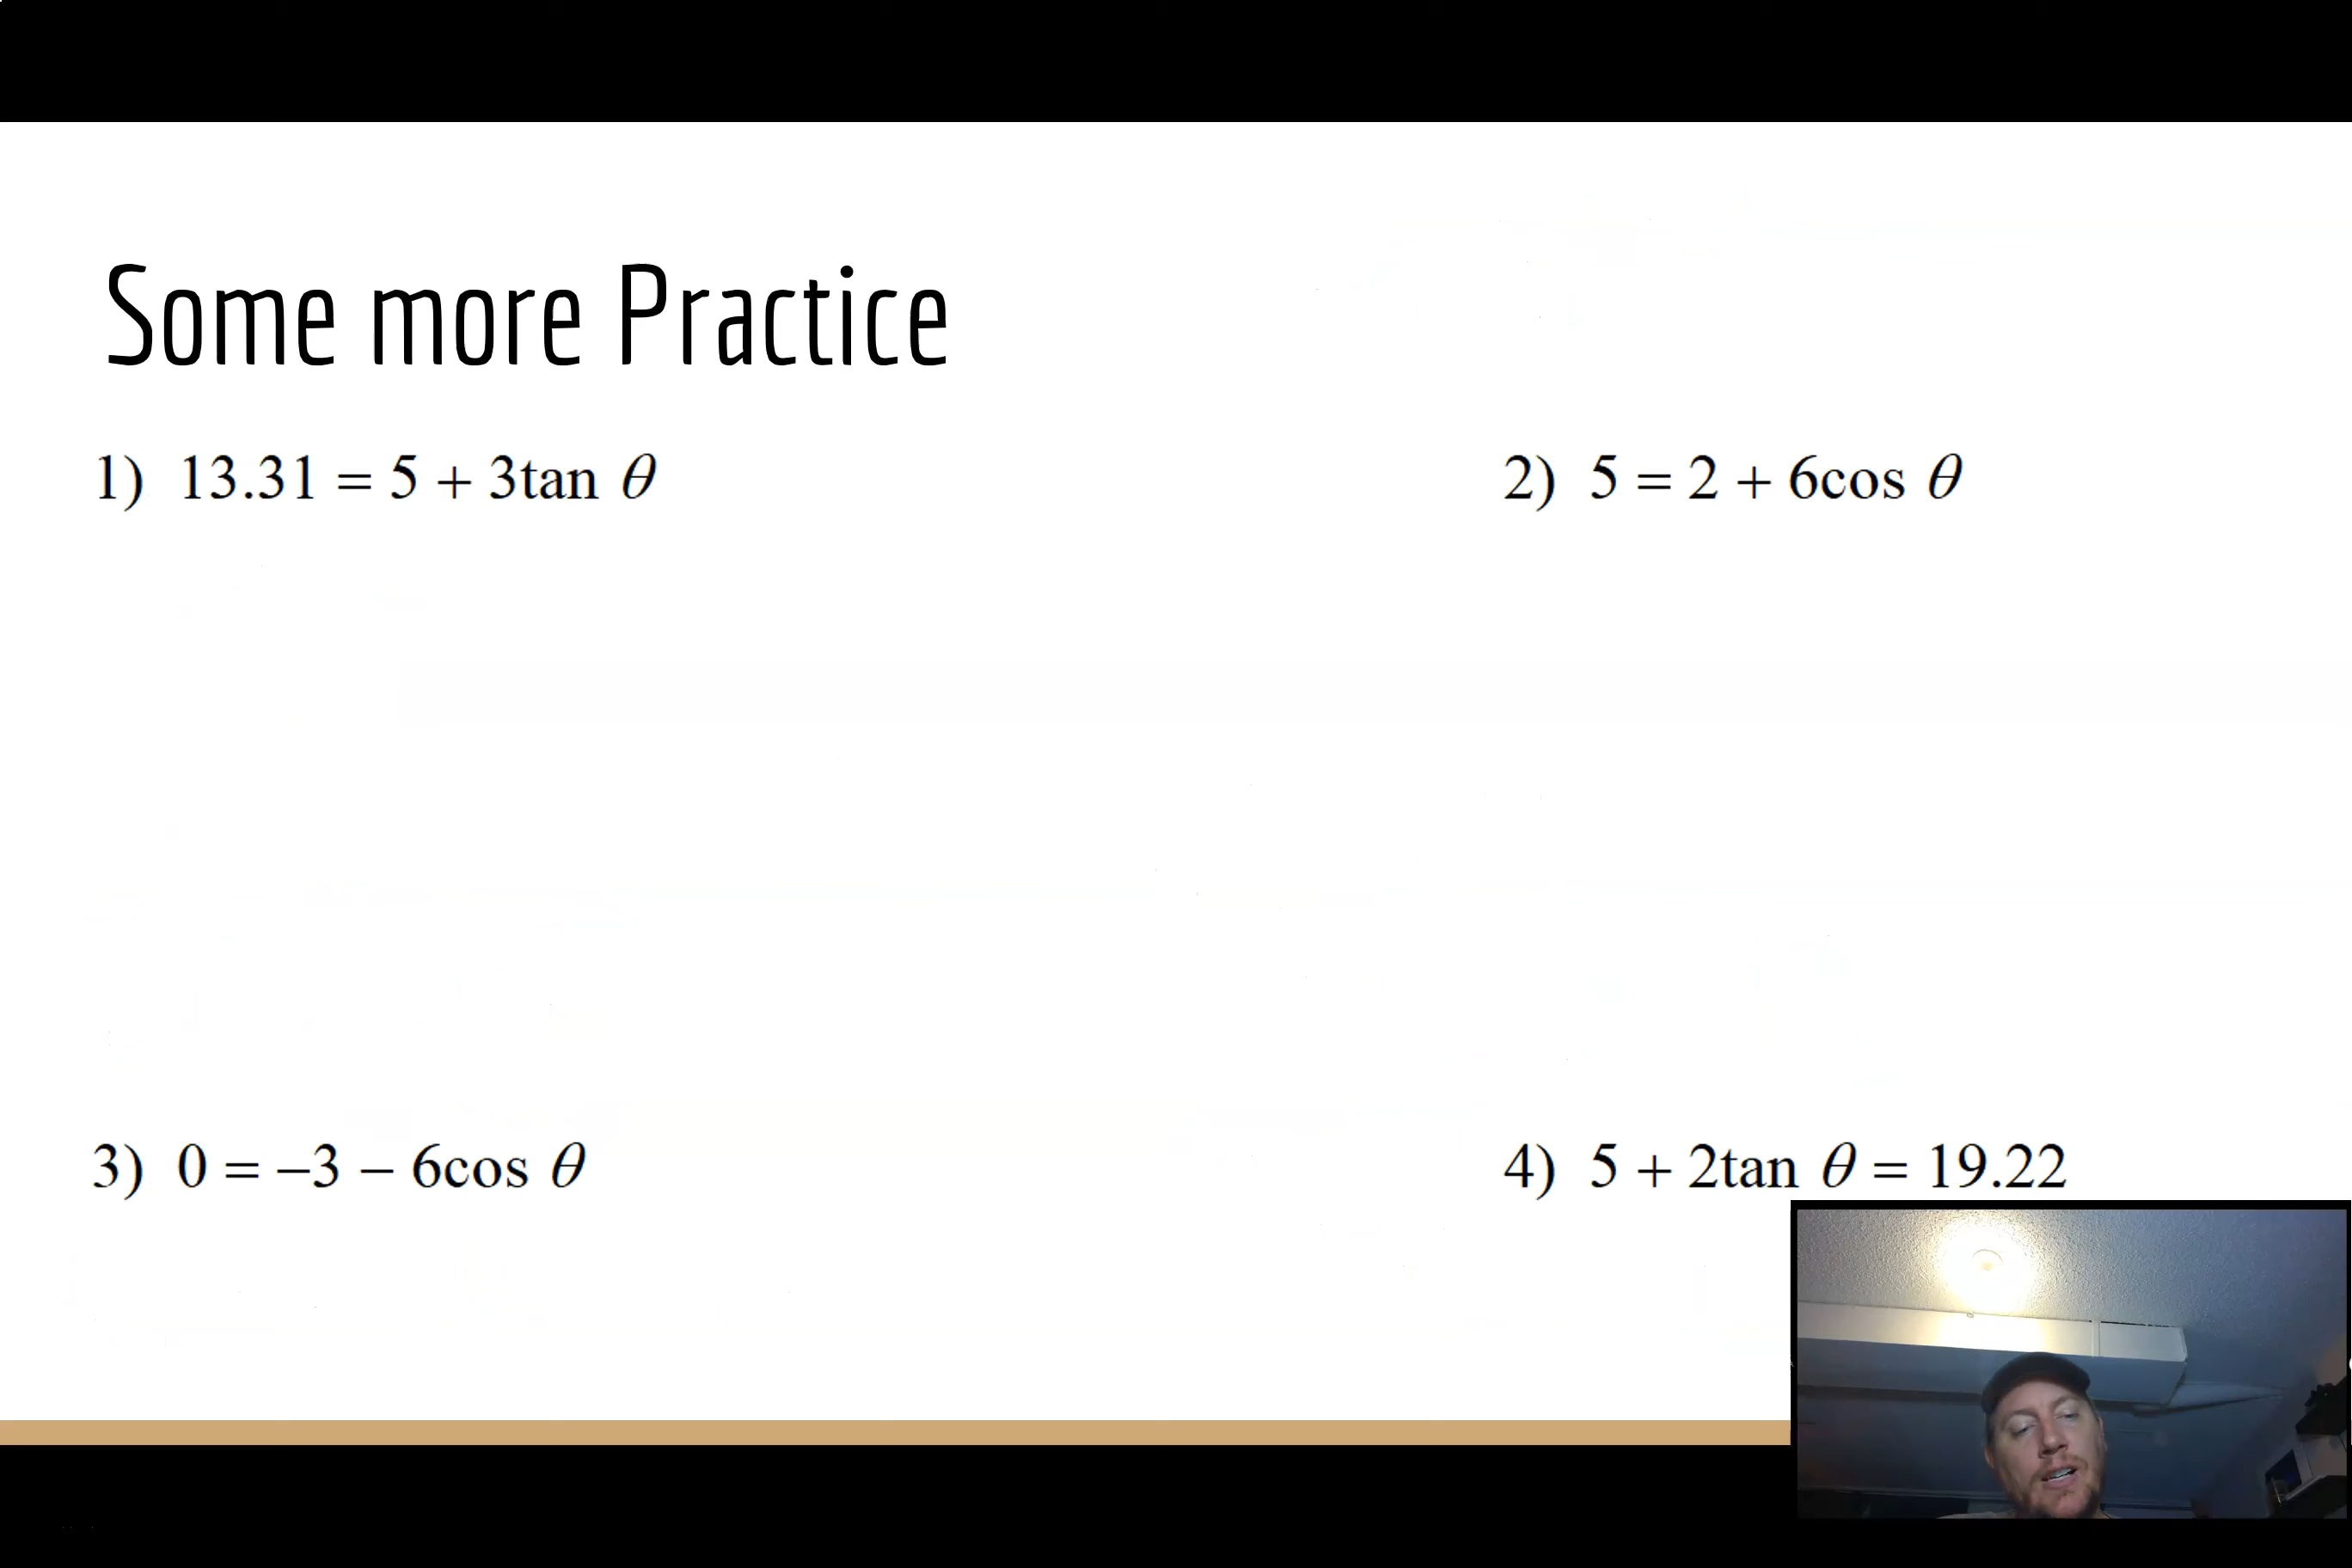 Some more Practice
1) 13.31 = 5 + 3tan θ
2) 5 = 2 + 6cos θ
3) 0 = –3 – 6cos θ
4) 5 + 2tan θ = 19.22